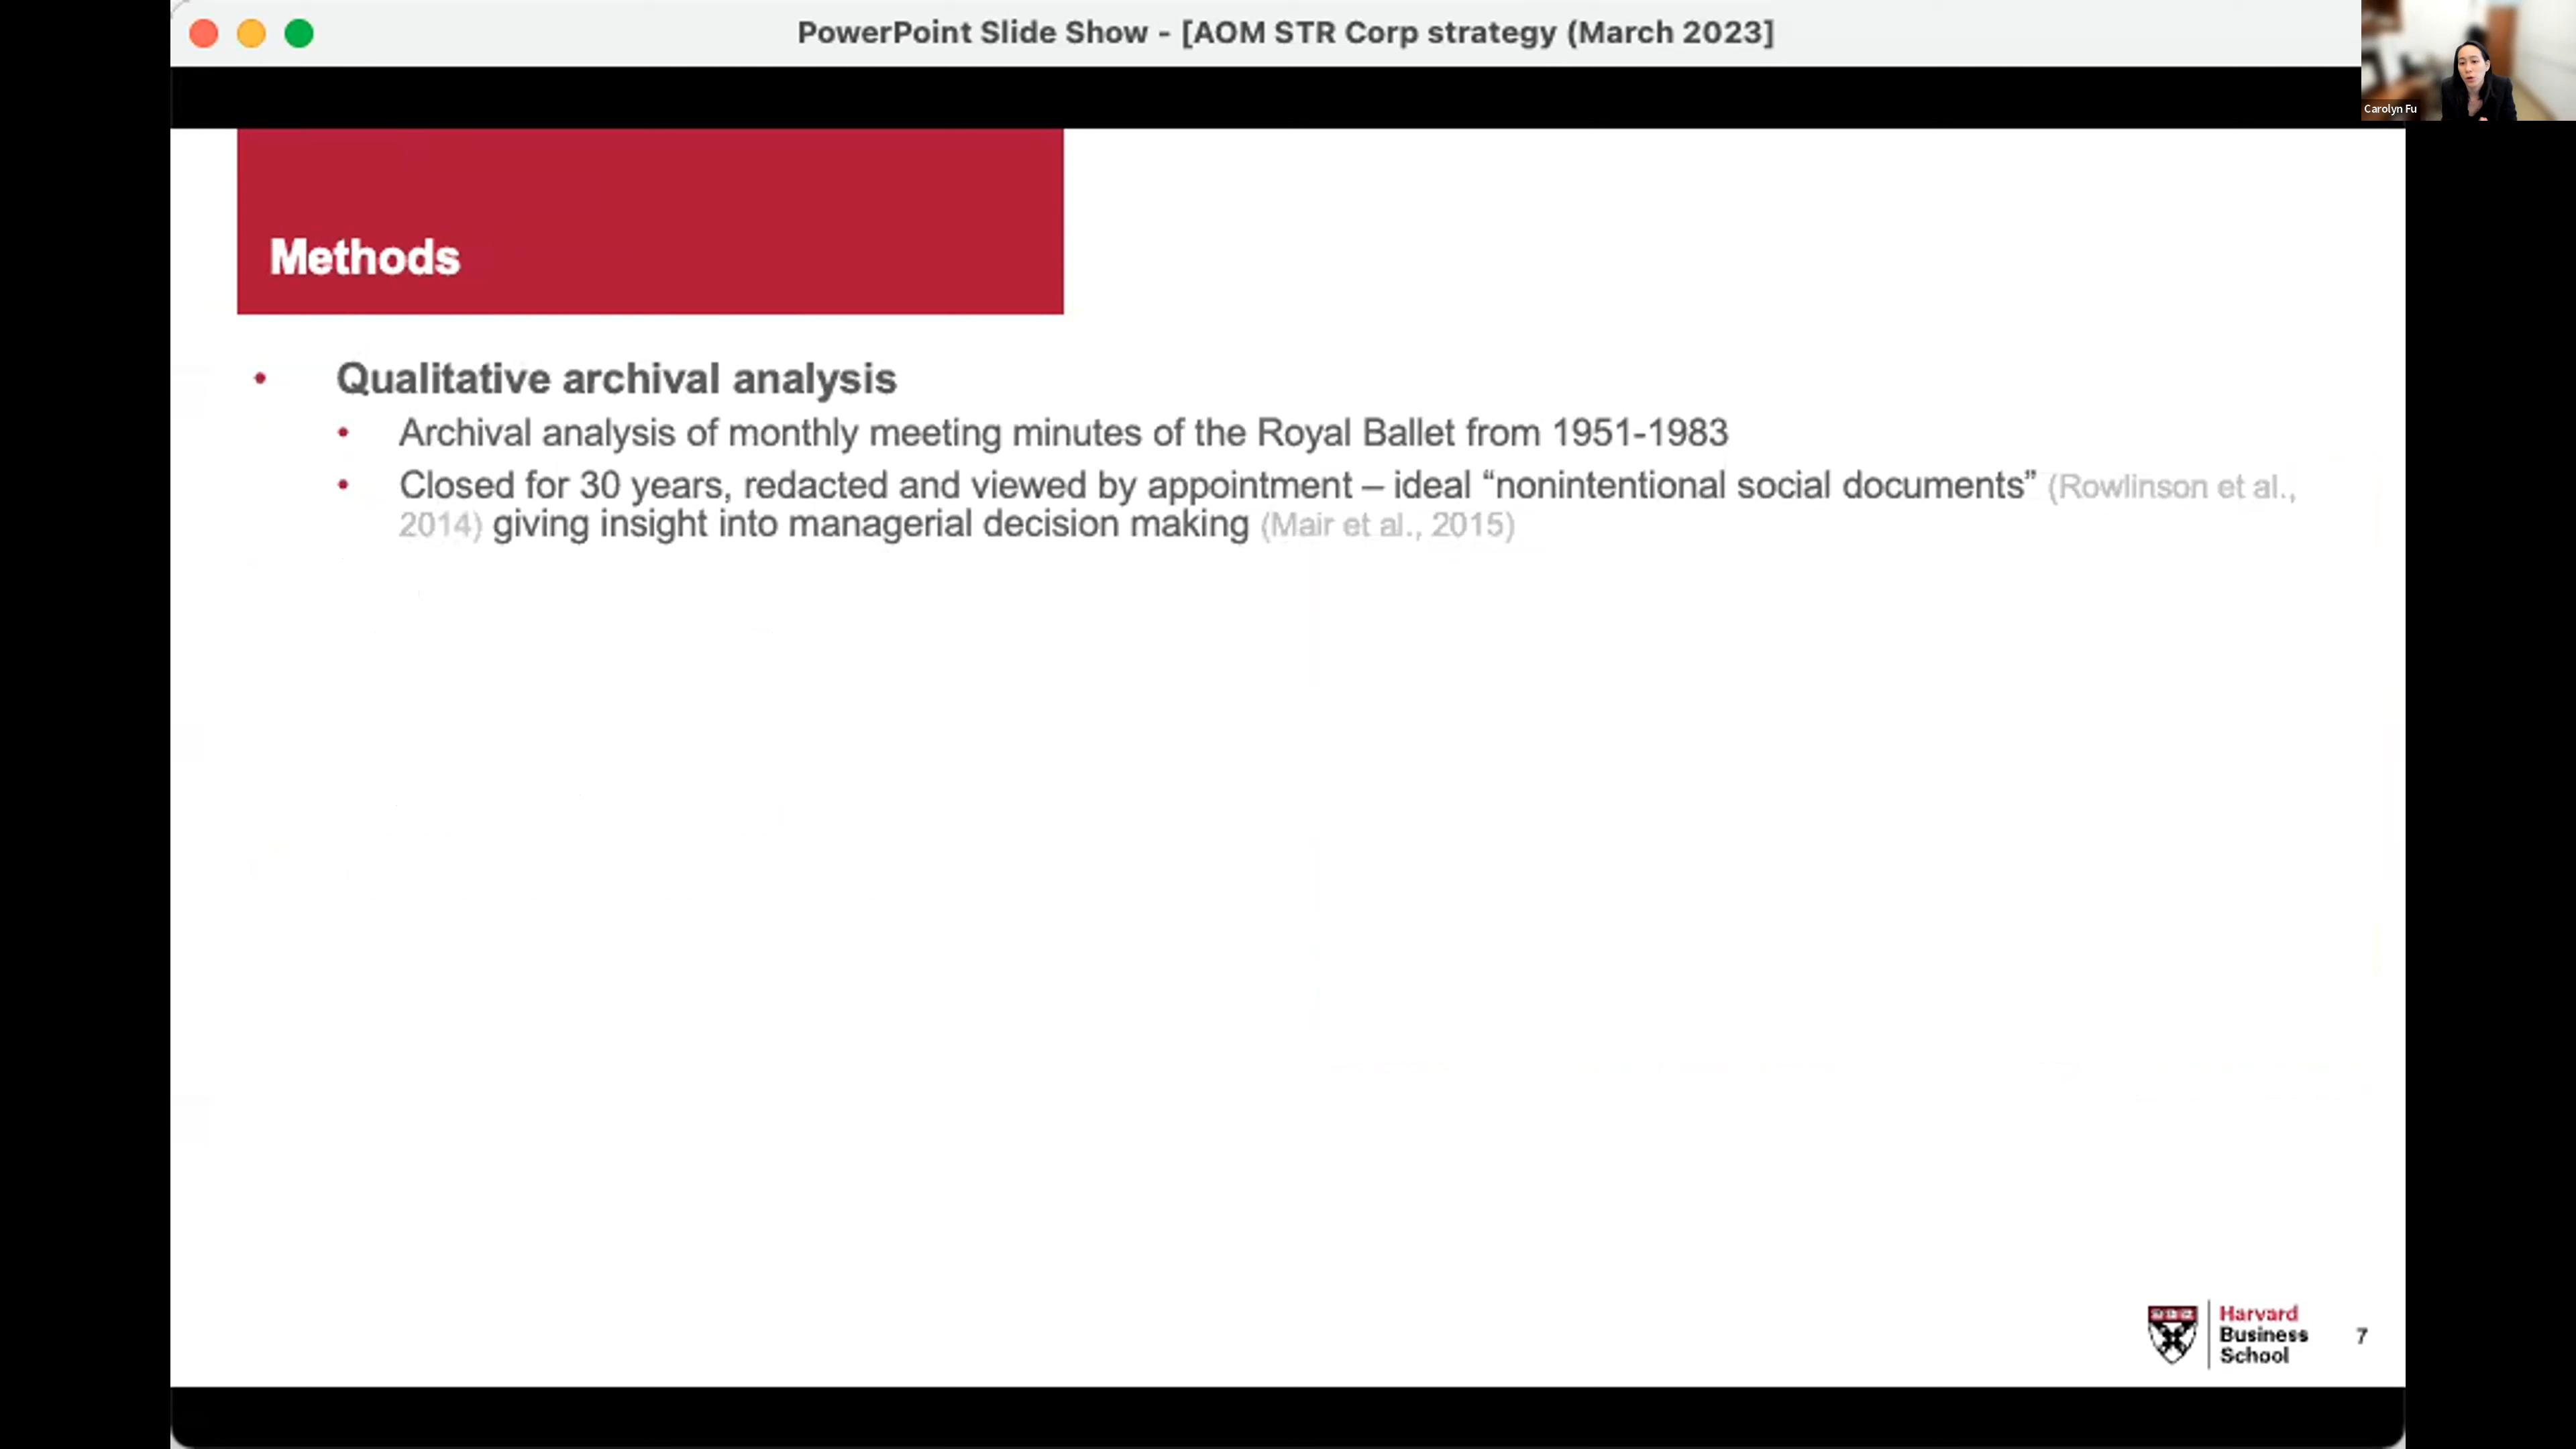 PowerPoint Slide Show - [AOM STR Corp strategy (March 2023]
Carolyn Fu
Methods
• Qualitative archival analysis
• Archival analysis of monthly meeting minutes of the Royal Ballet from 1951-1983
• Closed for 30 years, redacted and viewed by appointment – ideal “nonintentional social documents” (Rowlinson et al.,
2014) giving insight into managerial decision making (Mair et al., 2015)
Harvard
Business
School
7